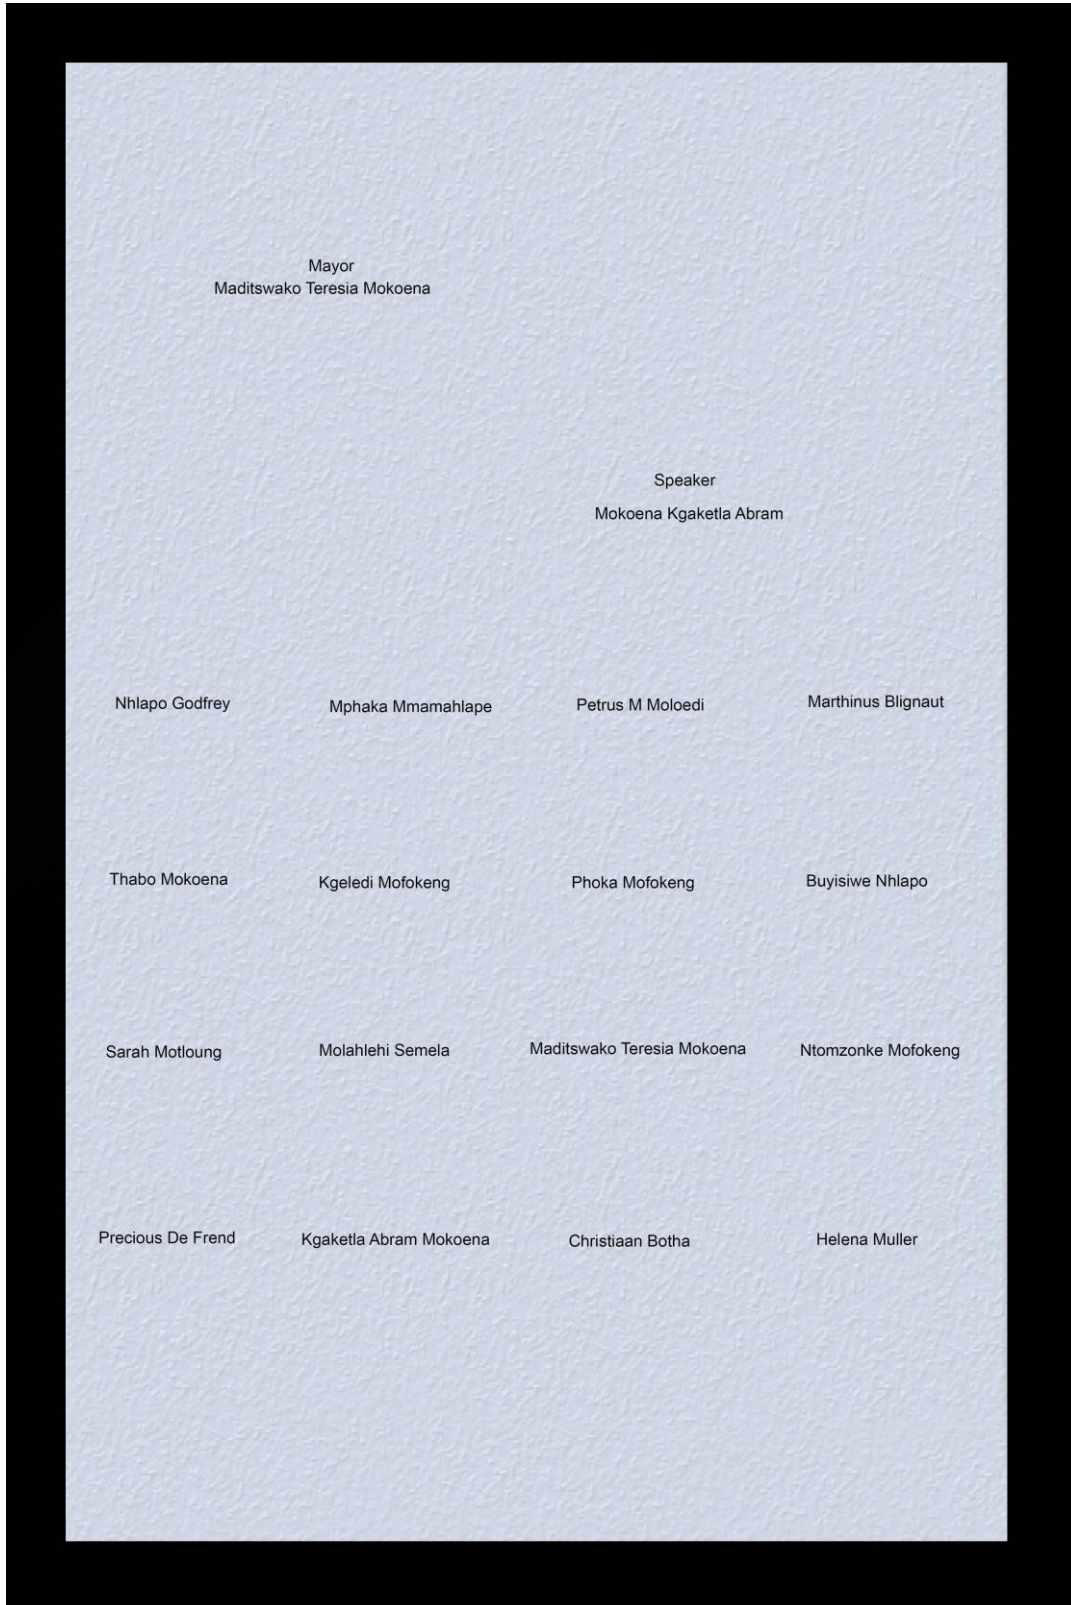 Mayor
Maditswako Teresia Mokoena
Speaker
Mokoena Kgaketla Abram
Nhlapo Godfrey
Mphaka Mmamahlape
Petrus M Moloedi
Marthinus Blignaut
Thabo Mokoena
Kgeledi Mofokeng
Phoka Mofokeng
Buyisiwe Nhlapo
Sarah Motloung
Molahlehi Semela
Maditswako Teresia Mokoena
Ntomzonke Mofokeng
Precious De Frend
Kgaketla Abram Mokoena
Christiaan Botha
Helena Muller